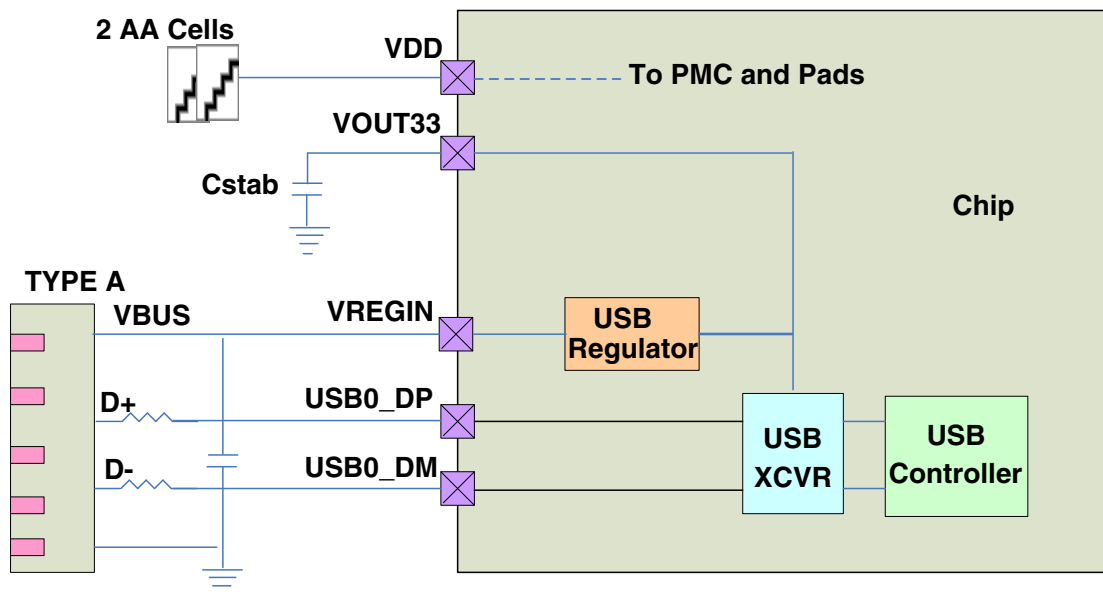 2 AA Cells
VDD
To PMC and Pads
VOUT33
Cstab
Chip
TYPE A
VBUS
VREGIN
USB
Regulator
D+
USB0_DP
D-
USB0_DM
USB
XCVR
USB
Controller